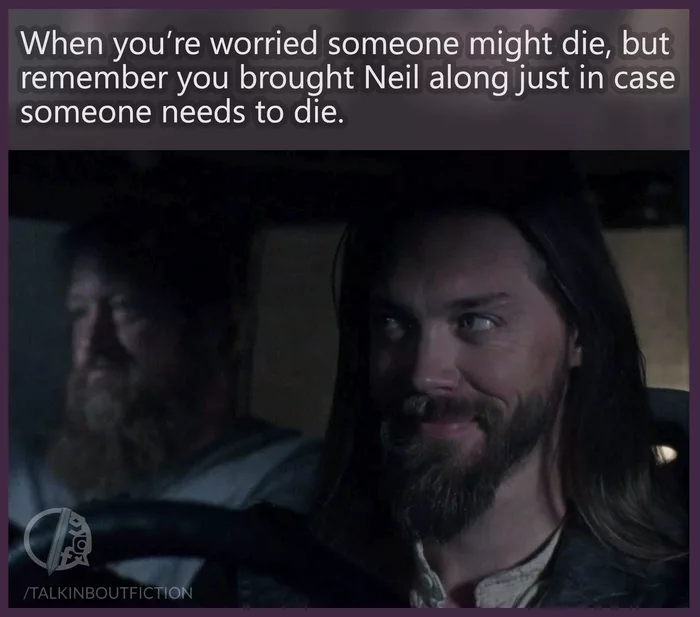 When you’re worried someone might die, but
remember you brought Neil along just in case
someone needs to die.
/TALKINBOUTFICTION